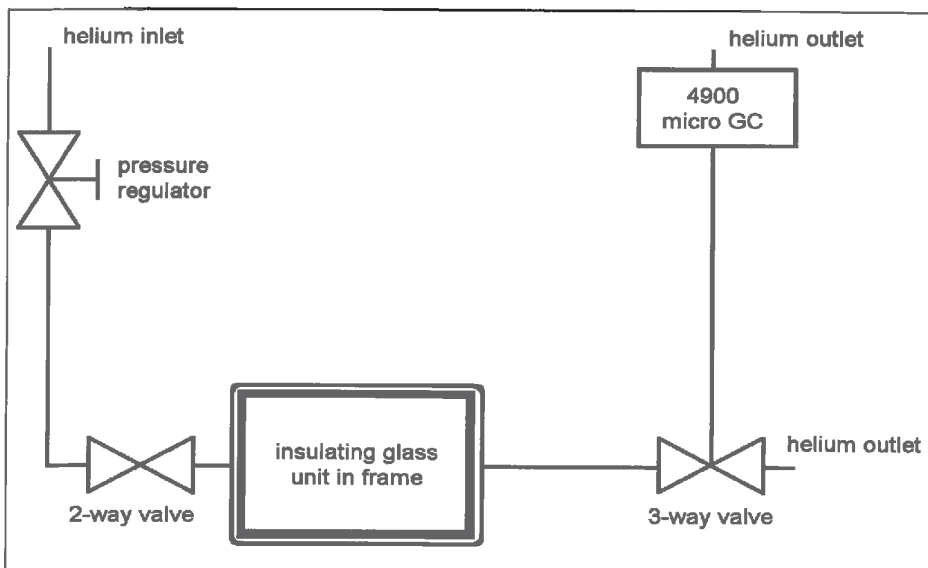 helium inlet
helium outlet
4900
micro GC
pressure
regulator
insulating glass
unit in frame
helium outlet
2-way valve
3-way valve